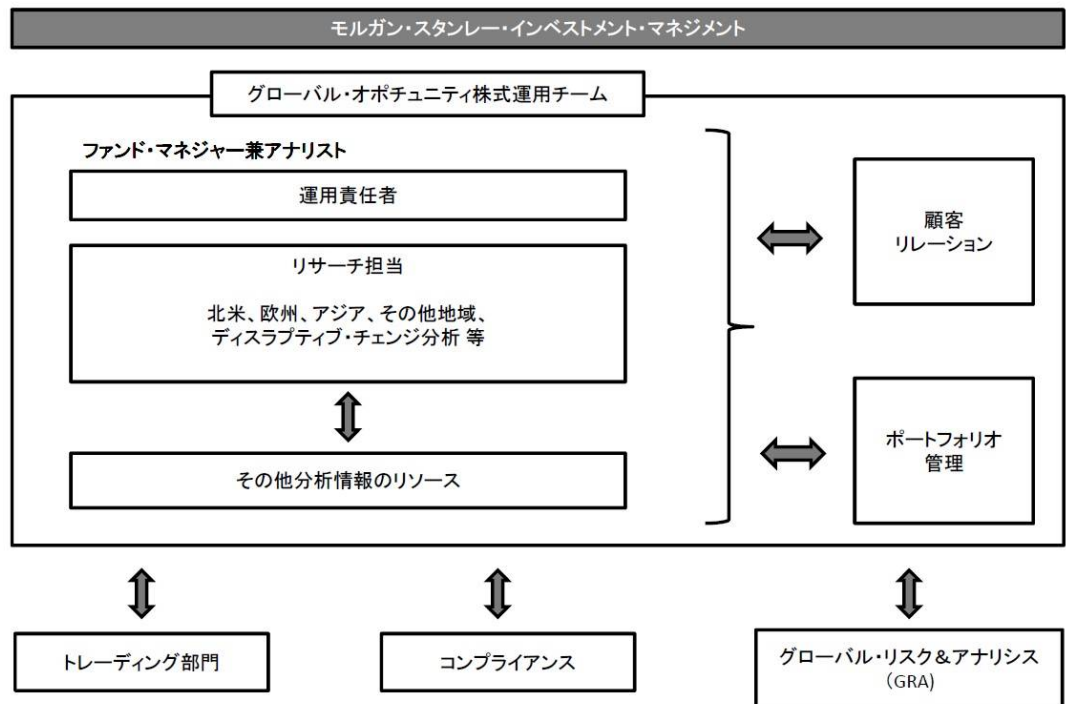 モルガン・スタンレー・インベストメント・マネジメント
グローバル・オポチュニティ株式運用チーム
ファンド・マネジャー兼アナリスト
運用責任者
リサーチ担当
北米、欧州、アジア、その他地域、
ディスラプティブ・チェンジ分析 等
その他分析情報のリソース
顧客
リレーション
ポートフォリオ
管理
トレーディング部門
コンプライアンス
グローバル・リスク&アナリシス
(GRA)